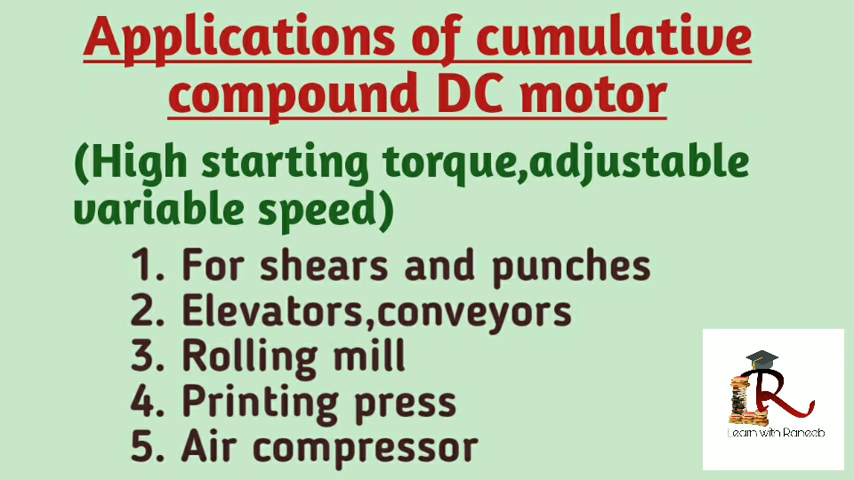 Applications of cumulative
compound DC motor
(High starting torque,adjustable
variable speed)
1. For shears and punches
2. Elevators,conveyors
3. Rolling mill
4. Printing press
5. Air compressor
R
Learn with Raneeb